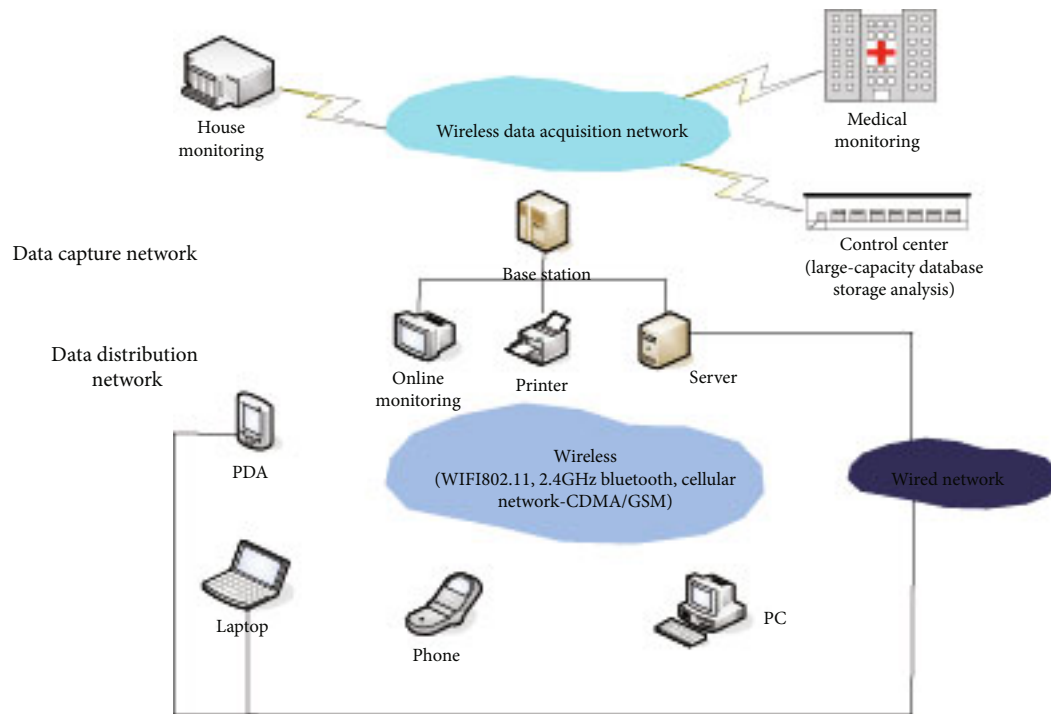 House
monitoring
Wireless data acquisition network
Medical
monitoring
Data capture network
Base station
Control center
(large-capacity database
storage analysis)
Data distribution
network
Online
monitoring
Printer
Server
PDA
Wireless
(WIFI802.11, 2.4GHz bluetooth, cellular
network-CDMA/GSM)
Wired network
Laptop
Phone
PC